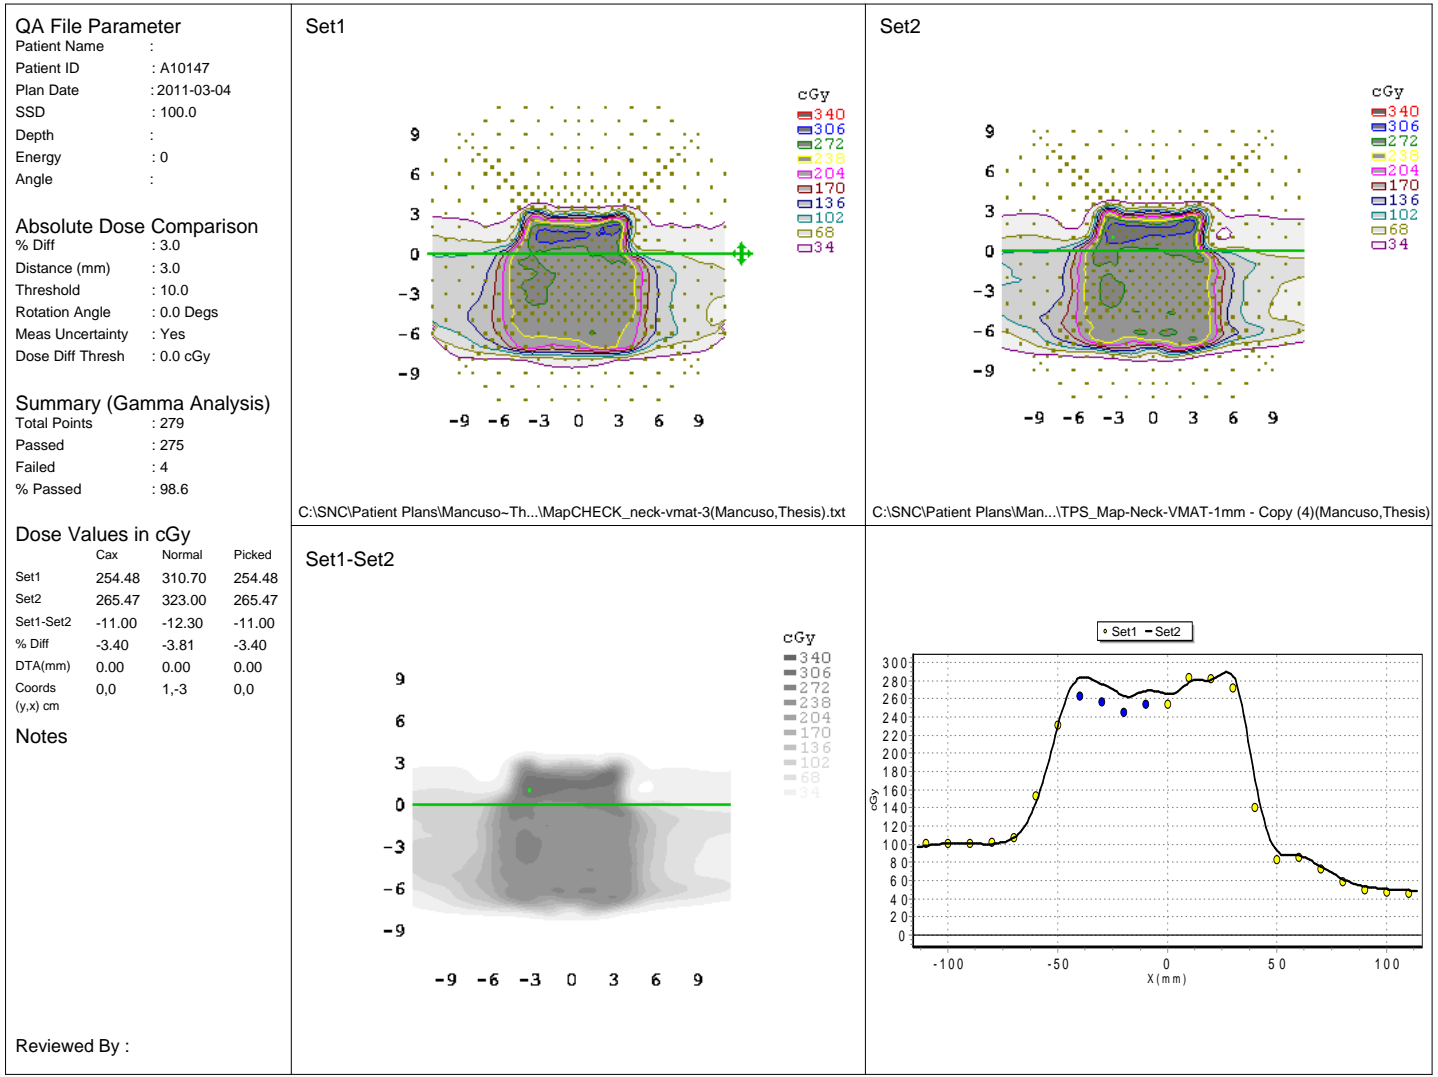 QA File Parameter
Patient Name :
Patient ID : A10147
Plan Date : 2011-03-04
SSD : 100.0
Depth :
Energy : 0
Angle :
Absolute Dose Comparison
% Diff : 3.0
Distance (mm) : 3.0
Threshold : 10.0
Rotation Angle : 0.0 Degs
Meas Uncertainty : Yes
Dose Diff Thresh : 0.0 cGy
Summary (Gamma Analysis)
Total Points : 279
Passed : 275
Failed : 4
% Passed : 98.6
Dose Values in cGy
Cax Normal Picked
Set1 254.48 310.70 254.48
Set2 265.47 323.00 265.47
Set1-Set2 -11.00 -12.30 -11.00
% Diff -3.40 -3.81 -3.40
DTA(mm) 0.00 0.00 0.00
Coords 0,0 1,-3 0,0
(y,x) cm
Notes
Reviewed By :
Set1
cGy
340
306
272
238
204
170
136
102
68
34
9
6
3
0
-3
-6
-9
-9 -6 -3 0 3 6 9
C:\SNC\Patient Plans\Mancuso~Th...\MapCHECK_neck-vmat-3(Mancuso,Thesis).txt
Set2
cGy
340
306
272
238
204
170
136
102
68
34
9
6
3
0
-3
-6
-9
-9 -6 -3 0 3 6 9
C:\SNC\Patient Plans\Man...\TPS_Map-Neck-VMAT-1mm - Copy (4)(Mancuso,Thesis)
Set1-Set2
cGy
340
306
272
238
204
170
136
102
68
34
9
6
3
0
-3
-6
-9
-9 -6 -3 0 3 6 9
Set1 Set2
300
280
260
240
220
200
180
160
140
120
100
80
60
40
20
0
cGy
-100 -50 0 50 100
X(mm)